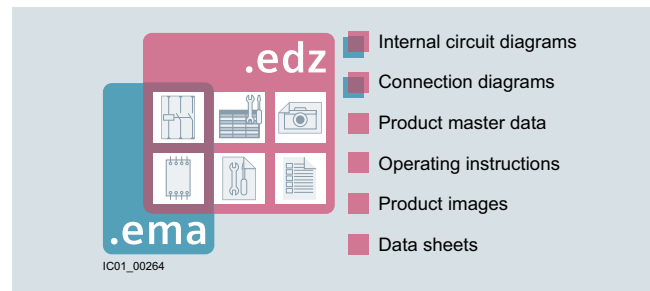 .edz
.ema
IC01_00264
Internal circuit diagrams
Connection diagrams
Product master data
Operating instructions
Product images
Data sheets